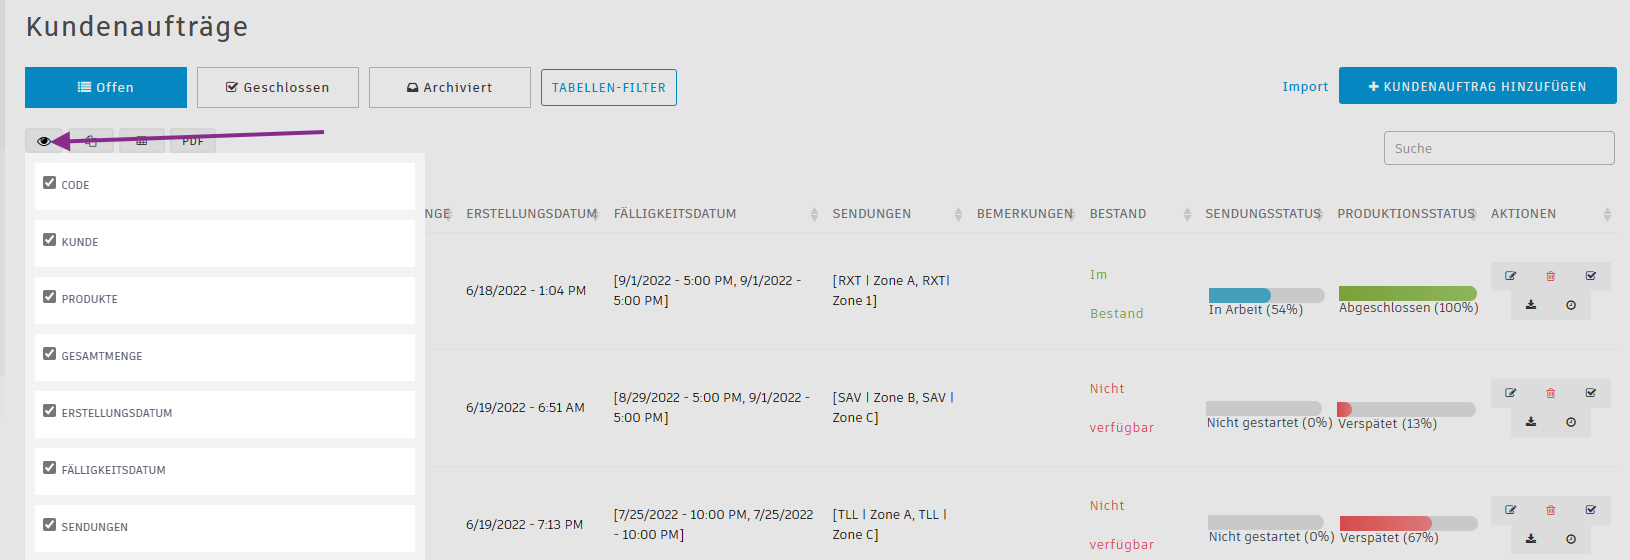 Kundenaufträge
Offen
Geschlossen
Archiviert
TABELLEN-FILTER
Import
+ KUNDENAUFTRAG HINZUFÜGEN
PDF
Suche
CODE
KUNDE
PRODUKTE
GESAMTMENGE
ERSTELLUNGSDATUM
FÄLLIGKEITSDATUM
SENDUNGEN
NGE ERSTELLUNGSDATUM FÄLLIGKEITSDATUM SENDUNGEN BEMERKUNGEN BESTAND SENDUNGSSTATUS PRODUKTIONSSTATUS AKTIONEN
6/18/2022 - 1:04 PM
[9/1/2022 - 5:00 PM, 9/1/2022 -
5:00 PM]
[RXT | Zone A, RXT|
Zone 1]
Im
Bestand
In Arbeit (54%)
Abgeschlossen (100%)
6/19/2022 - 6:51 AM
[8/29/2022 - 5:00 PM, 9/1/2022 -
5:00 PM]
[SAV | Zone B, SAV |
Zone C]
Nicht
verfügbar
Nicht gestartet (0%)
Verspätet (13%)
6/19/2022 - 7:13 PM
[7/25/2022 - 10:00 PM, 7/25/2022
- 10:00 PM]
[TLL | Zone A, TLL |
Zone C]
Nicht
verfügbar
Nicht gestartet (0%)
Verspätet (67%)